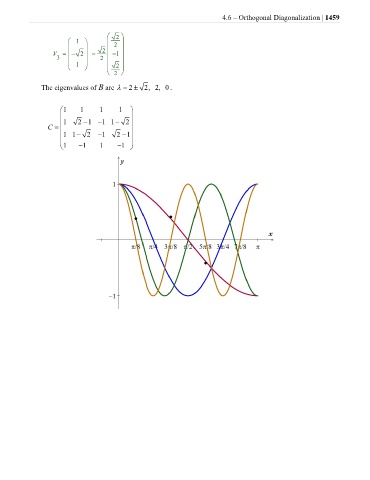 4.6 – Orthogonal Diagonalization | 1459
v₃ = (1, −√2, 1) = √2/2 (√2/2, −1, √2/2)
The eigenvalues of B are λ = 2 ± √2, 2, 0.
C = (1 1 1 1
1 √2−1 −1 1−√2
1 1−√2 −1 √2−1
1 −1 1 −1)
y
1
x
π/8 π/4 3π/8 π/2 5π/8 3π/4 7π/8 π
−1